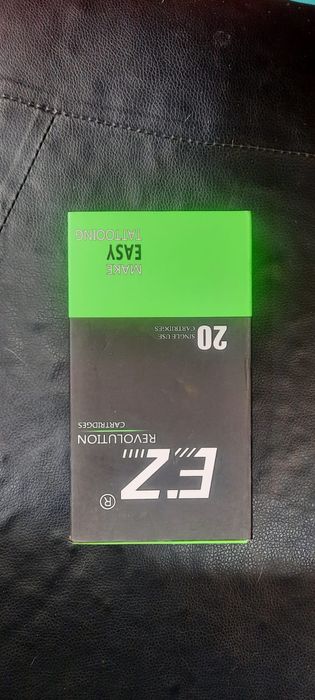 EZ®
REVOLUTION
CARTRIDGES
20 SINGLE USE
CARTRIDGES
MAKE
EASY
TATTOOING